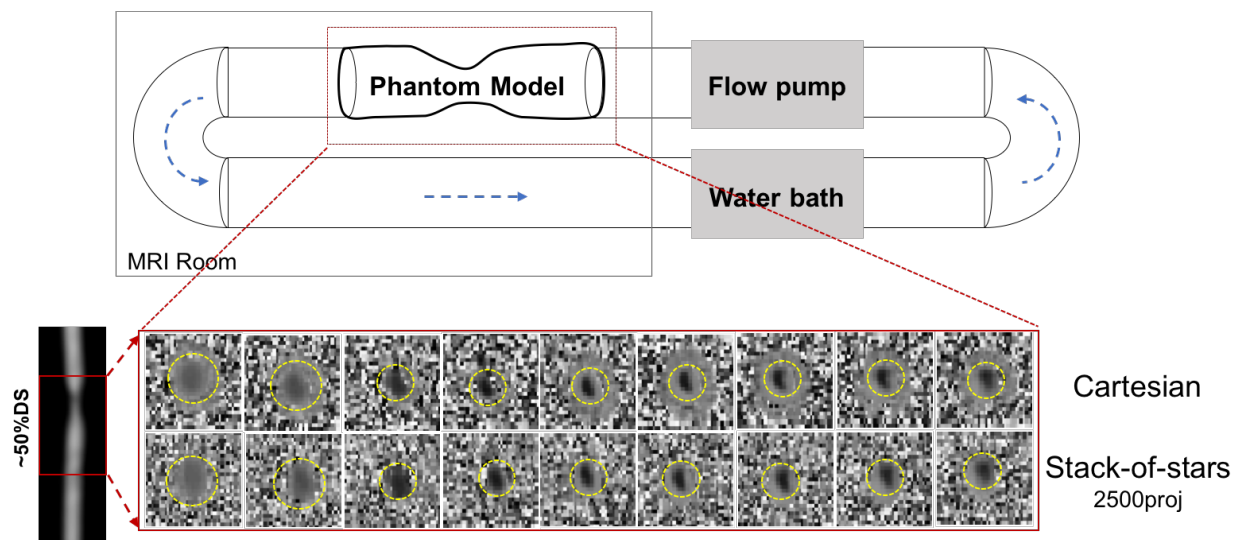 Phantom Model
Flow pump
Water bath
MRI Room
~50%DS
Cartesian
Stack-of-stars
2500proj